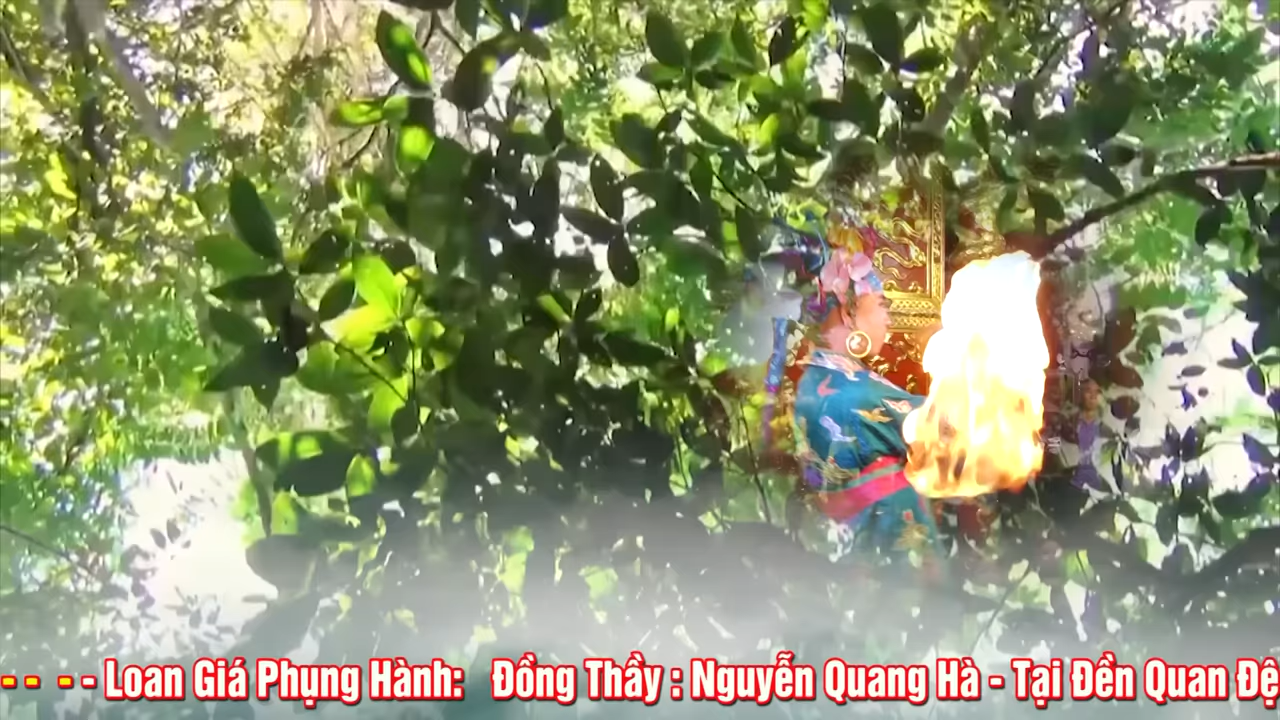 -- -- Loan Giá Phụng Hành: Đồng Thầy : Nguyễn Quang Hà - Tại Đền Quan Đệ